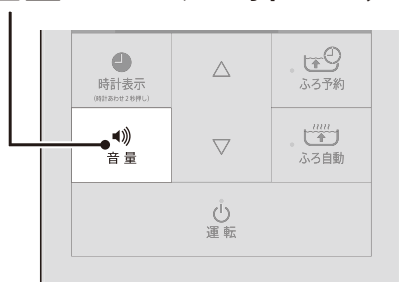 時計表示
(時計あわせ2秒押し)
ふろ予約
音量
ふろ自動
運転